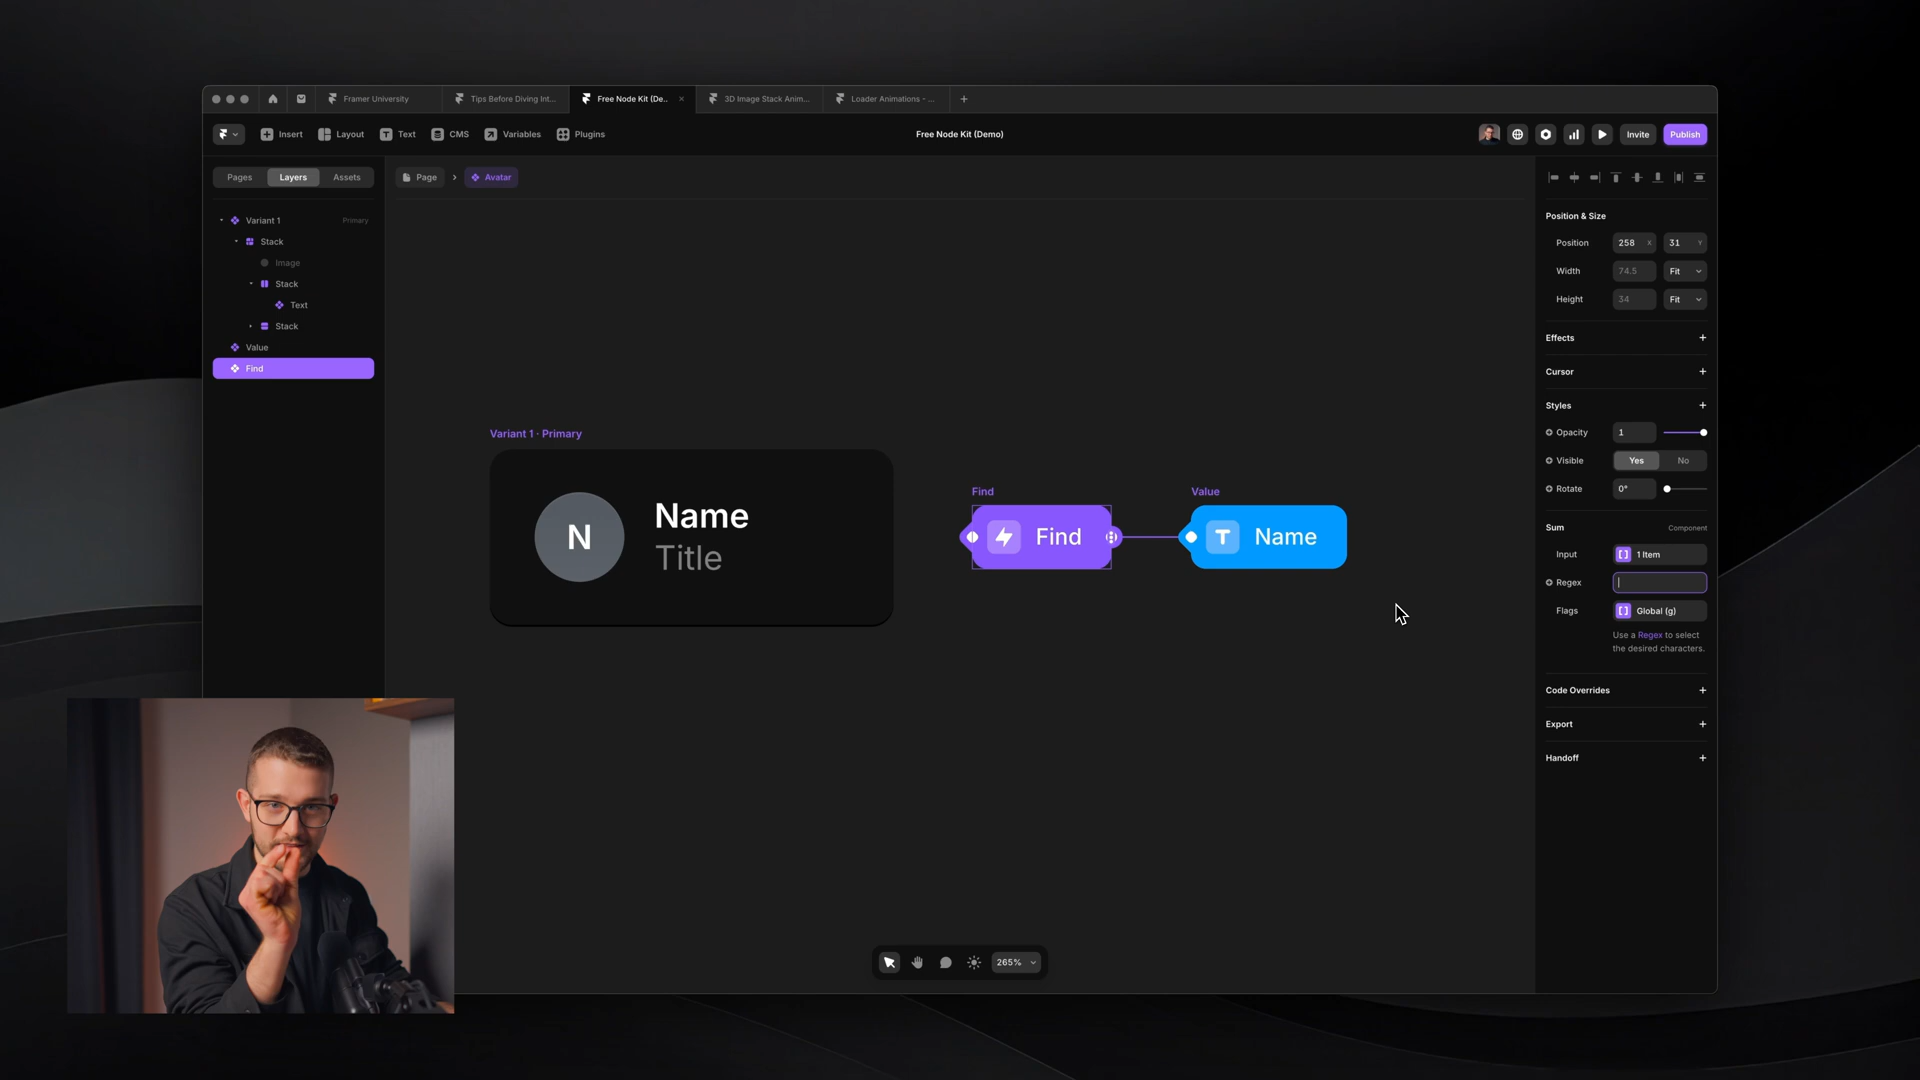 Framer University
Tips Before Diving Int...
Free Node Kit (De..
3D Image Stack Anim...
Loader Animations - ...
Insert
Layout
Text
CMS
Variables
Plugins
Free Node Kit (Demo)
Invite
Publish
Pages
Layers
Assets
Page
Avatar
Variant 1
Primary
Stack
Image
Stack
Text
Stack
Value
Find
Variant 1 · Primary
N
Name
Title
Find
Find
Value
Name
265%
Position & Size
Position
258
X
31
Y
Width
74.5
Fit
Height
34
Fit
Effects
Cursor
Styles
Opacity
1
Visible
Yes
No
Rotate
0°
Sum
Component
Input
1 Item
Regex
Flags
Global (g)
Use a Regex to select
the desired characters.
Code Overrides
Export
Handoff